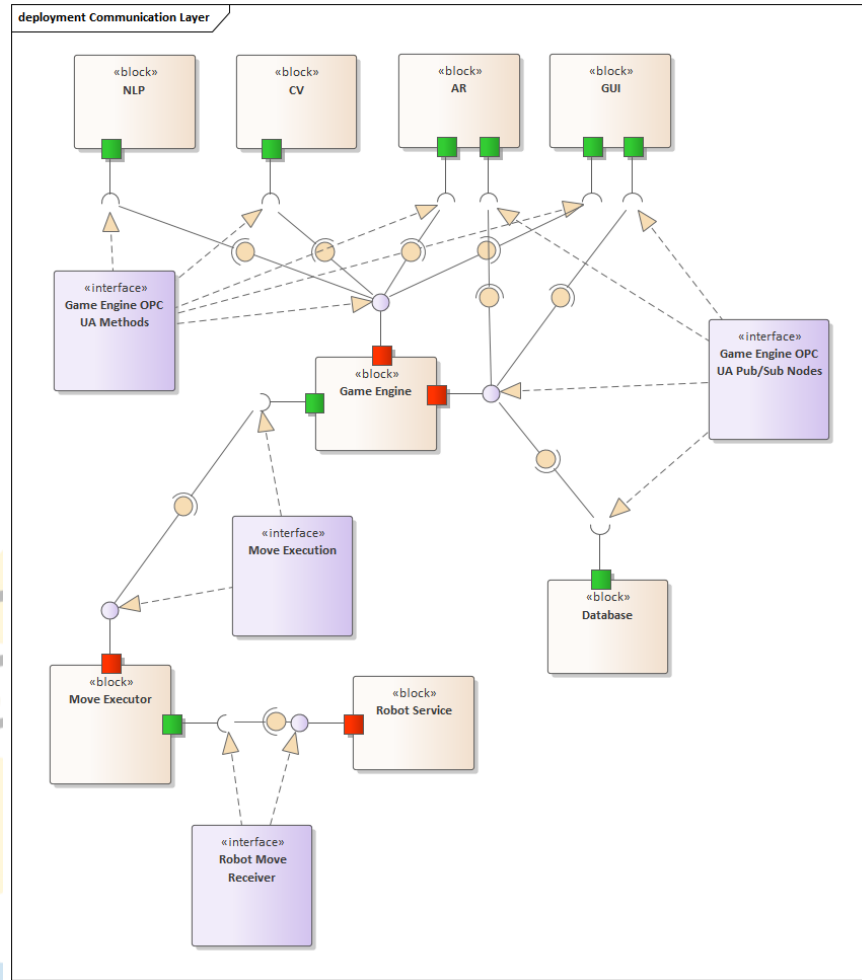 deployment Communication Layer
«block»
NLP
«block»
CV
«block»
AR
«block»
GUI
«interface»
Game Engine OPC
UA Methods
«interface»
Game Engine OPC
UA Pub/Sub Nodes
«block»
Game Engine
«interface»
Move Execution
«block»
Database
«block»
Move Executor
«block»
Robot Service
«interface»
Robot Move
Receiver